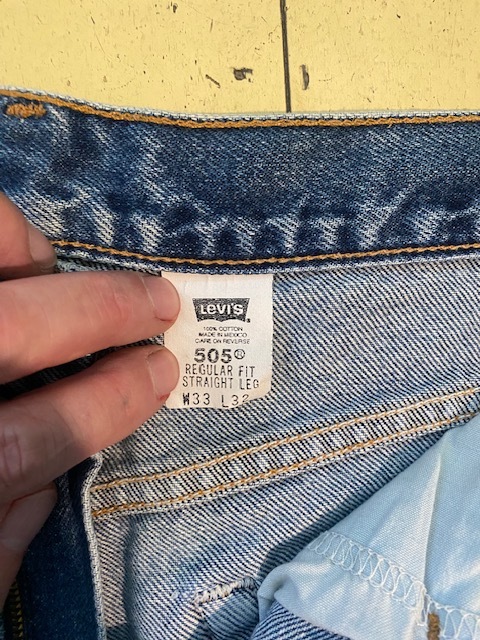 LEVI'S
100% COTTON
MADE IN MEXICO
CARE ON REVERSE
505®
REGULAR FIT
STRAIGHT LEG
W33 L32